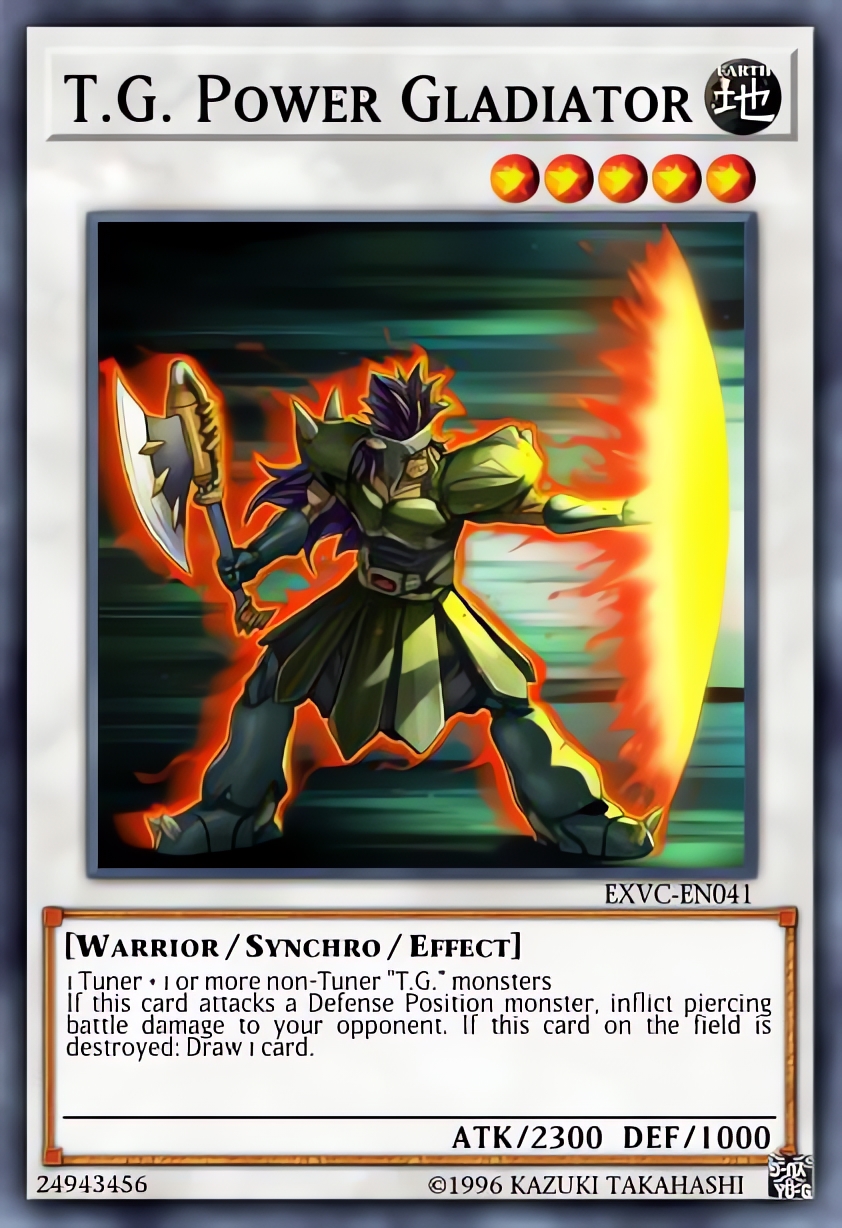 T.G. POWER GLADIATOR
EARTH
地
EXVC-EN041
[WARRIOR / SYNCHRO / EFFECT]
1 Tuner + 1 or more non-Tuner "T.G." monsters
If this card attacks a Defense Position monster, inflict piercing
battle damage to your opponent. If this card on the field is
destroyed: Draw 1 card.
ATK/2300 DEF/1000
24943456
©1996 KAZUKI TAKAHASHI